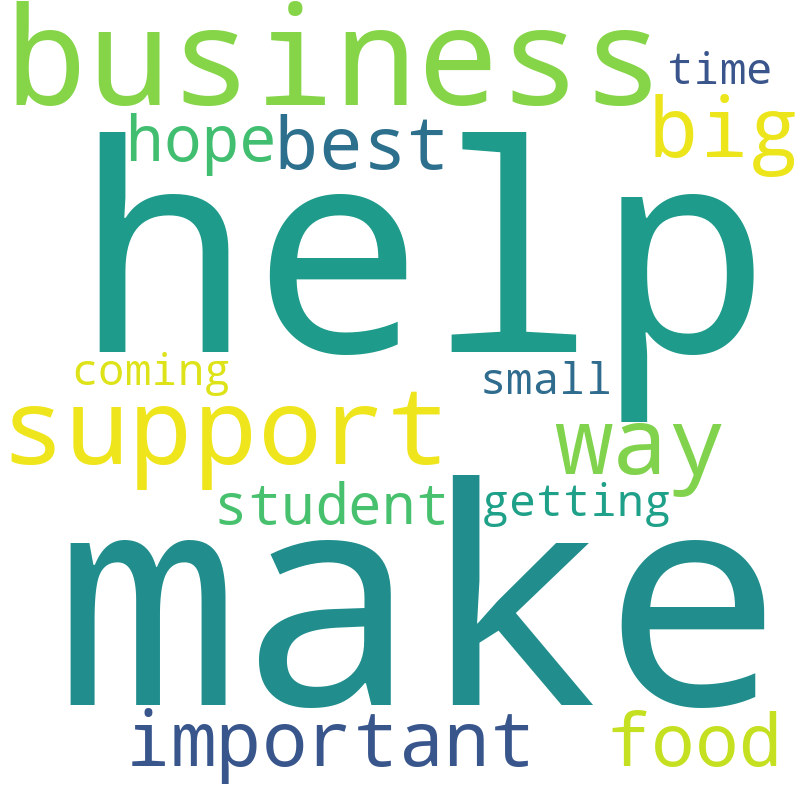 business
time
big
hope
best
help
coming
small
support
way
student
getting
make
important
food